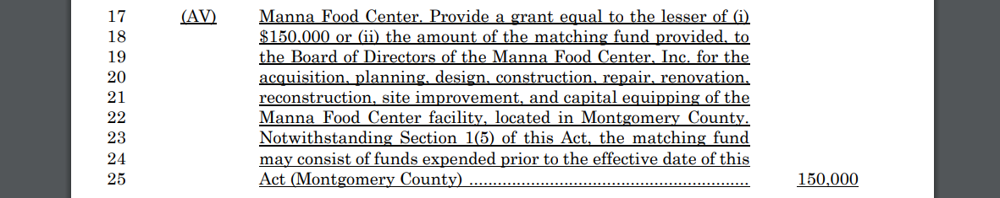 17 (AV) Manna Food Center. Provide a grant equal to the lesser of (i)
18 $150,000 or (ii) the amount of the matching fund provided, to
19 the Board of Directors of the Manna Food Center, Inc. for the
20 acquisition, planning, design, construction, repair, renovation,
21 reconstruction, site improvement, and capital equipping of the
22 Manna Food Center facility, located in Montgomery County.
23 Notwithstanding Section 1(5) of this Act, the matching fund
24 may consist of funds expended prior to the effective date of this
25 Act (Montgomery County) ............................................................ 150,000